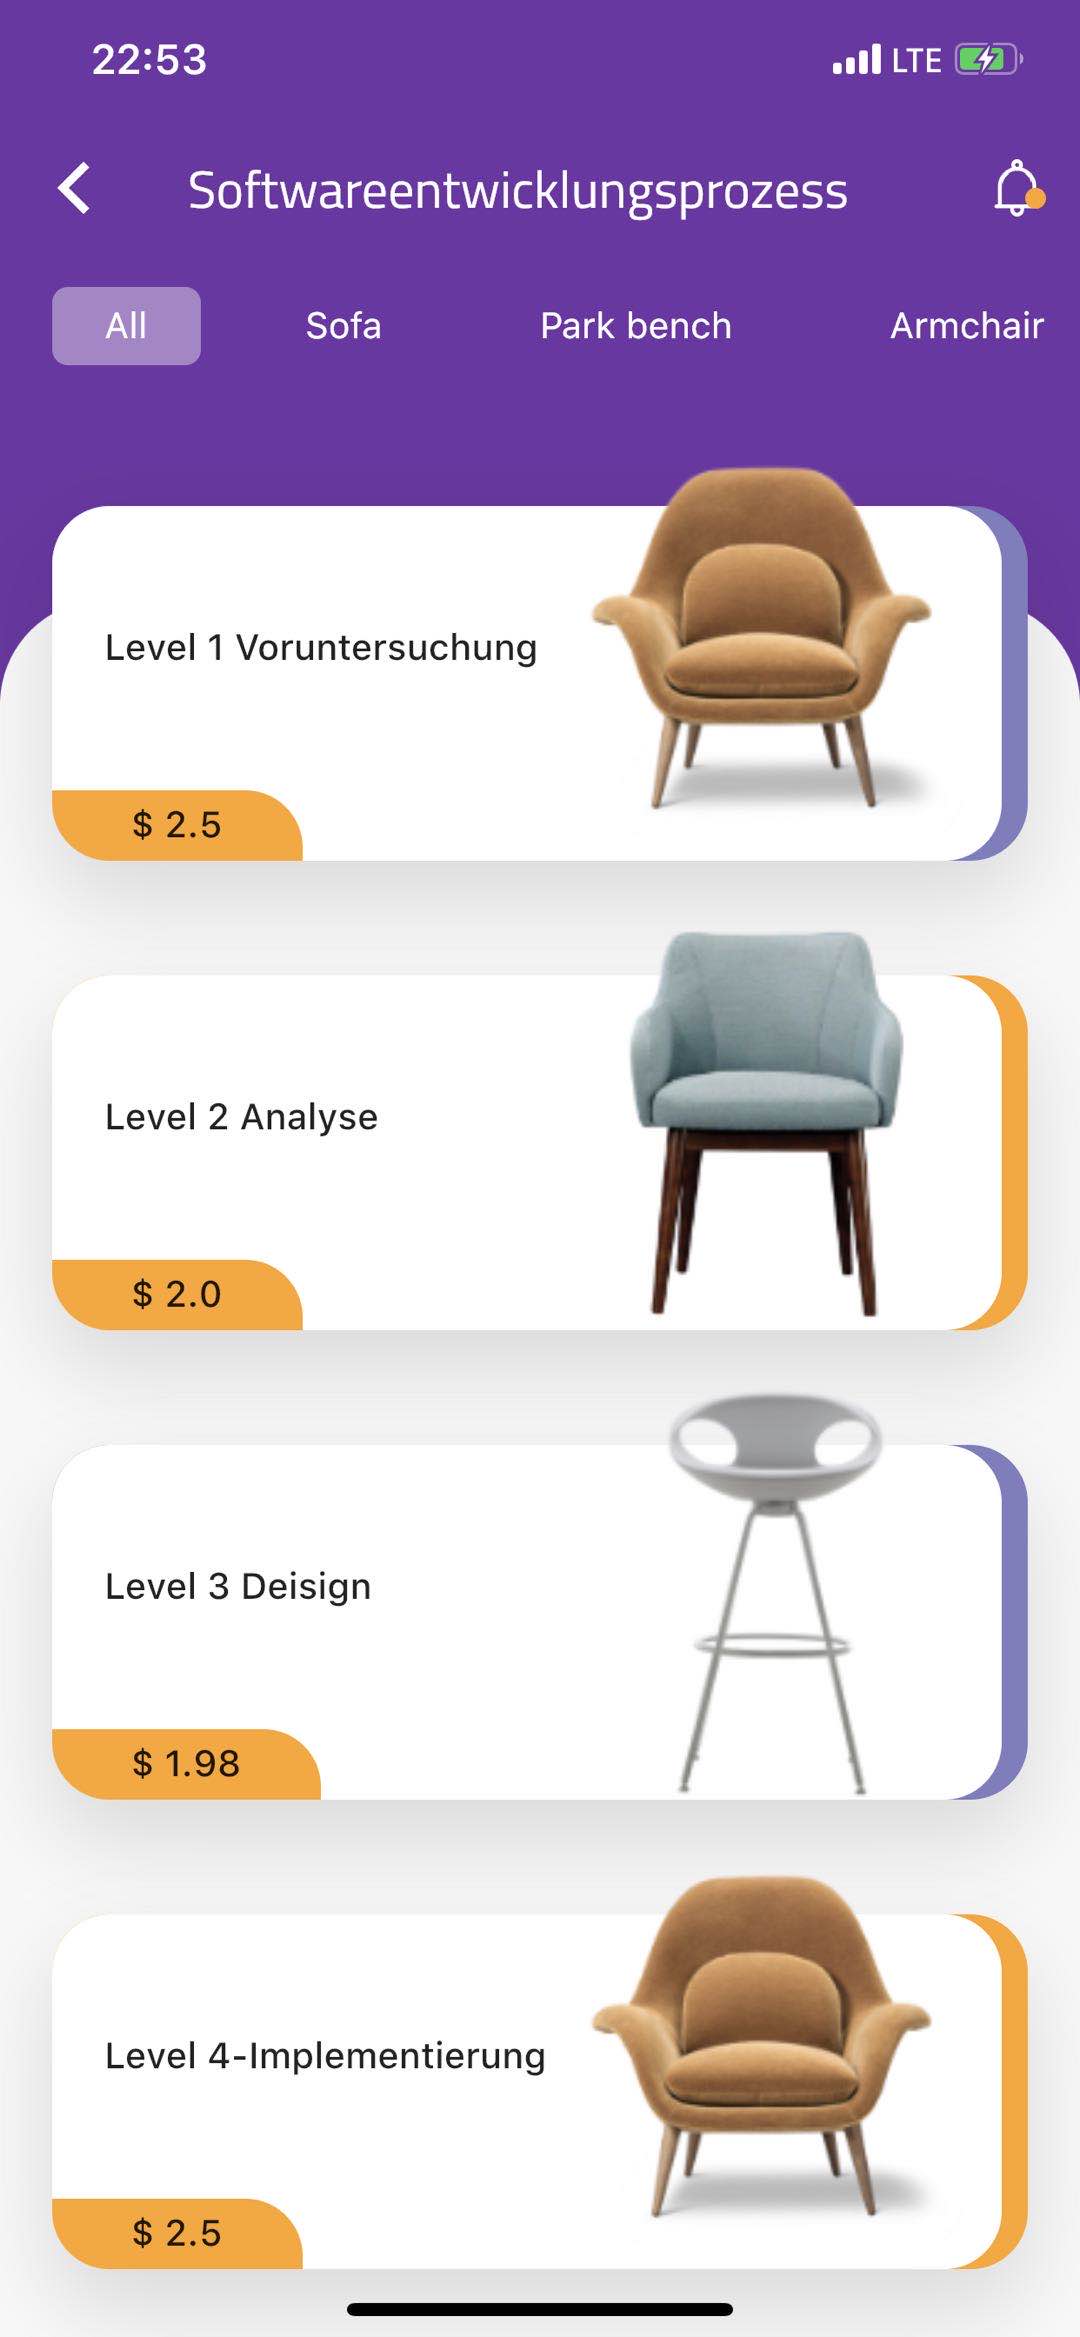 22:53
LTE
Softwareentwicklungsprozess
All Sofa Park bench Armchair
Level 1 Voruntersuchung
$ 2.5
Level 2 Analyse
$ 2.0
Level 3 Deisign
$ 1.98
Level 4-Implementierung
$ 2.5